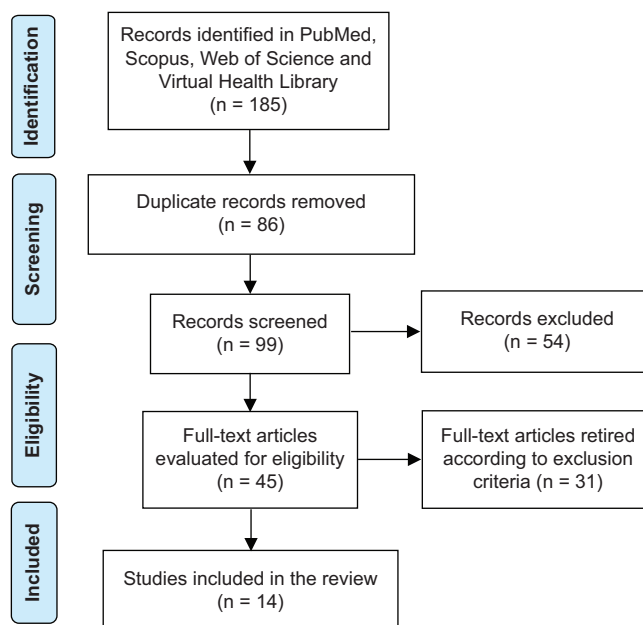 Identification
Records identified in PubMed,
Scopus, Web of Science and
Virtual Health Library
(n = 185)
Screening
Duplicate records removed
(n = 86)
Records screened
(n = 99)
Records excluded
(n = 54)
Eligibility
Full-text articles
evaluated for eligibility
(n = 45)
Full-text articles retired
according to exclusion
criteria (n = 31)
Included
Studies included in the review
(n = 14)